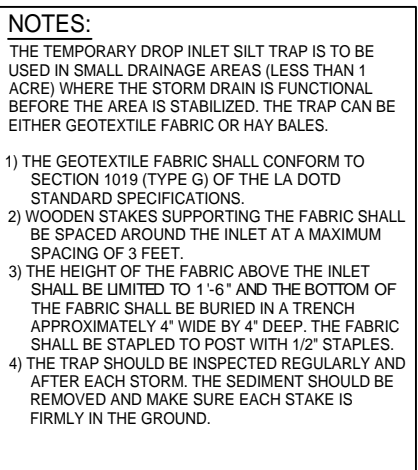 NOTES:
THE TEMPORARY DROP INLET SILT TRAP IS TO BE
USED IN SMALL DRAINAGE AREAS (LESS THAN 1
ACRE) WHERE THE STORM DRAIN IS FUNCTIONAL
BEFORE THE AREA IS STABILIZED. THE TRAP CAN BE
EITHER GEOTEXTILE FABRIC OR HAY BALES.
1) THE GEOTEXTILE FABRIC SHALL CONFORM TO
SECTION 1019 (TYPE G) OF THE LA DOTD
STANDARD SPECIFICATIONS.
2) WOODEN STAKES SUPPORTING THE FABRIC SHALL
BE SPACED AROUND THE INLET AT A MAXIMUM
SPACING OF 3 FEET.
3) THE HEIGHT OF THE FABRIC ABOVE THE INLET
SHALL BE LIMITED TO 1'-6" AND THE BOTTOM OF
THE FABRIC SHALL BE BURIED IN A TRENCH
APPROXIMATELY 4" WIDE BY 4" DEEP. THE FABRIC
SHALL BE STAPLED TO POST WITH 1/2" STAPLES.
4) THE TRAP SHOULD BE INSPECTED REGULARLY AND
AFTER EACH STORM. THE SEDIMENT SHOULD BE
REMOVED AND MAKE SURE EACH STAKE IS
FIRMLY IN THE GROUND.